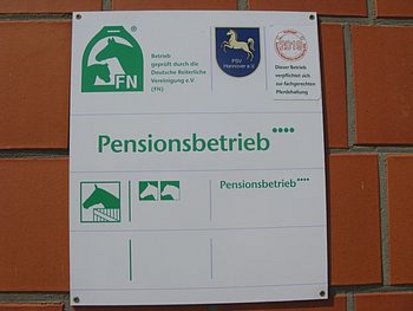 FN
®
Betrieb
geprüft durch die
Deutsche Reiterliche
Vereinigung e.V.
(FN)
PSV
Hannover e.V.
Dieser Betrieb
verpflichtet sich
zur fachgerechten
Pferdehaltung
Pensionsbetrieb••••
Pensionsbetrieb••••